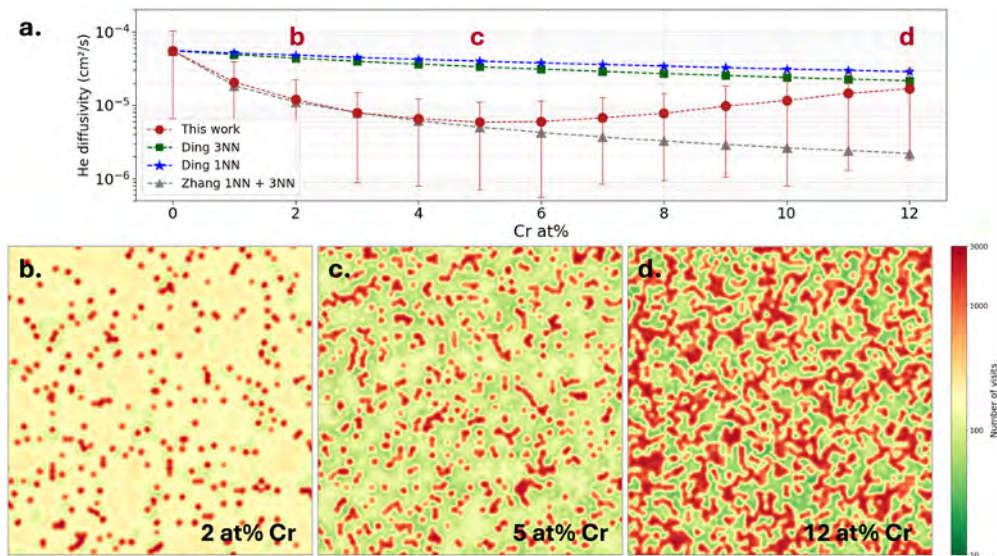 a.
He diffusivity (cm²/s)
10⁻⁴
10⁻⁵
10⁻⁶
b
c
d
This work
Ding 3NN
Ding 1NN
Zhang 1NN + 3NN
0 2 4 6 8 10 12
Cr at%
b.
2 at% Cr
c.
5 at% Cr
d.
12 at% Cr
3000
1000
100
10
Number of visits